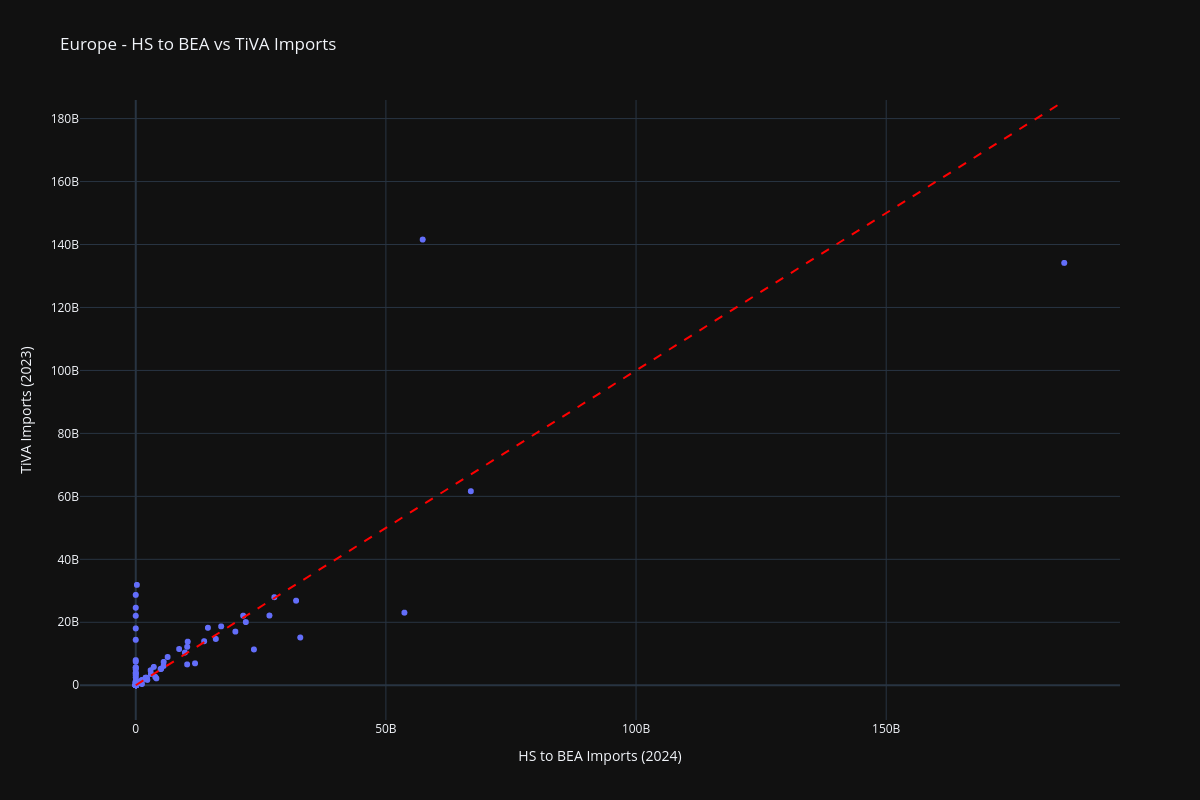 Europe - HS to BEA vs TiVA Imports
180B
160B
140B
120B
100B
80B
60B
40B
20B
0
TiVA Imports (2023)
0
50B
100B
150B
HS to BEA Imports (2024)